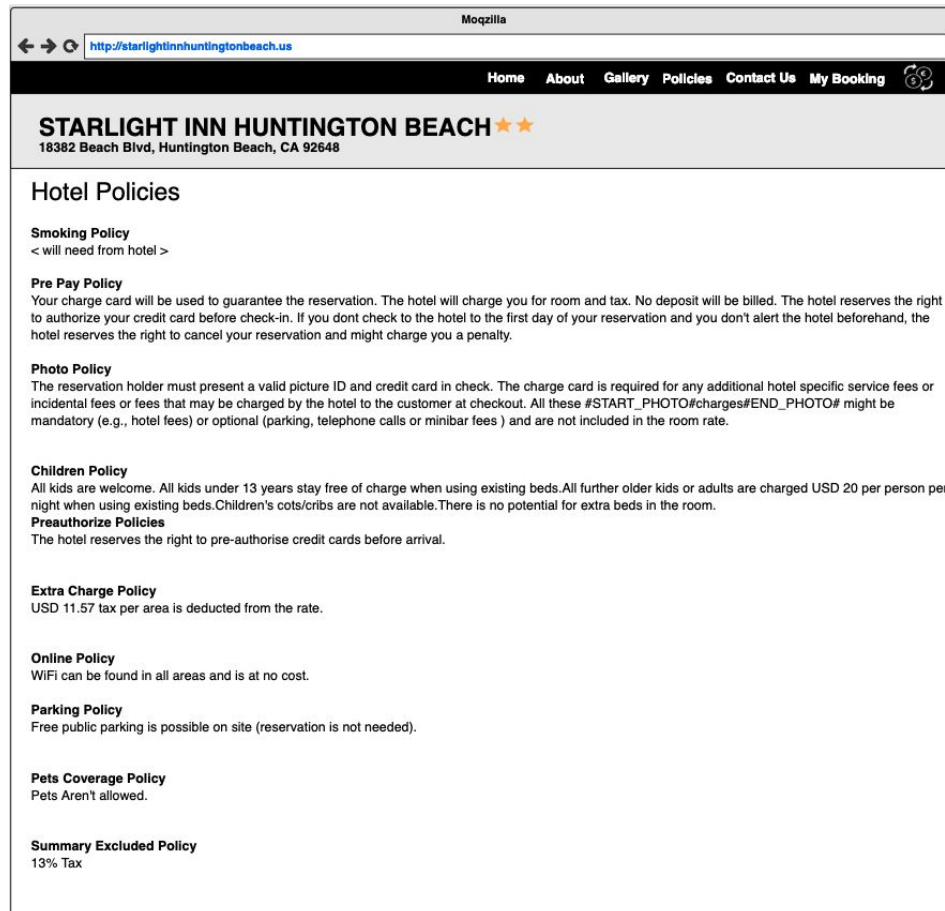 Moqzilla
http://starlightinnhuntingtonbeach.us
Home About Gallery Policies Contact Us My Booking
STARLIGHT INN HUNTINGTON BEACH
18382 Beach Blvd, Huntington Beach, CA 92648
Hotel Policies
Smoking Policy
< will need from hotel >
Pre Pay Policy
Your charge card will be used to guarantee the reservation. The hotel will charge you for room and tax. No deposit will be billed. The hotel reserves the right
to authorize your credit card before check-in. If you dont check to the hotel to the first day of your reservation and you don't alert the hotel beforehand, the
hotel reserves the right to cancel your reservation and might charge you a penalty.
Photo Policy
The reservation holder must present a valid picture ID and credit card in check. The charge card is required for any additional hotel specific service fees or
incidental fees or fees that may be charged by the hotel to the customer at checkout. All these #START_PHOTO#charges#END_PHOTO# might be
mandatory (e.g., hotel fees) or optional (parking, telephone calls or minibar fees ) and are not included in the room rate.
Children Policy
All kids are welcome. All kids under 13 years stay free of charge when using existing beds.All further older kids or adults are charged USD 20 per person per
night when using existing beds.Children's cots/cribs are not available.There is no potential for extra beds in the room.
Preauthorize Policies
The hotel reserves the right to pre-authorise credit cards before arrival.
Extra Charge Policy
USD 11.57 tax per area is deducted from the rate.
Online Policy
WiFi can be found in all areas and is at no cost.
Parking Policy
Free public parking is possible on site (reservation is not needed).
Pets Coverage Policy
Pets Aren't allowed.
Summary Excluded Policy
13% Tax